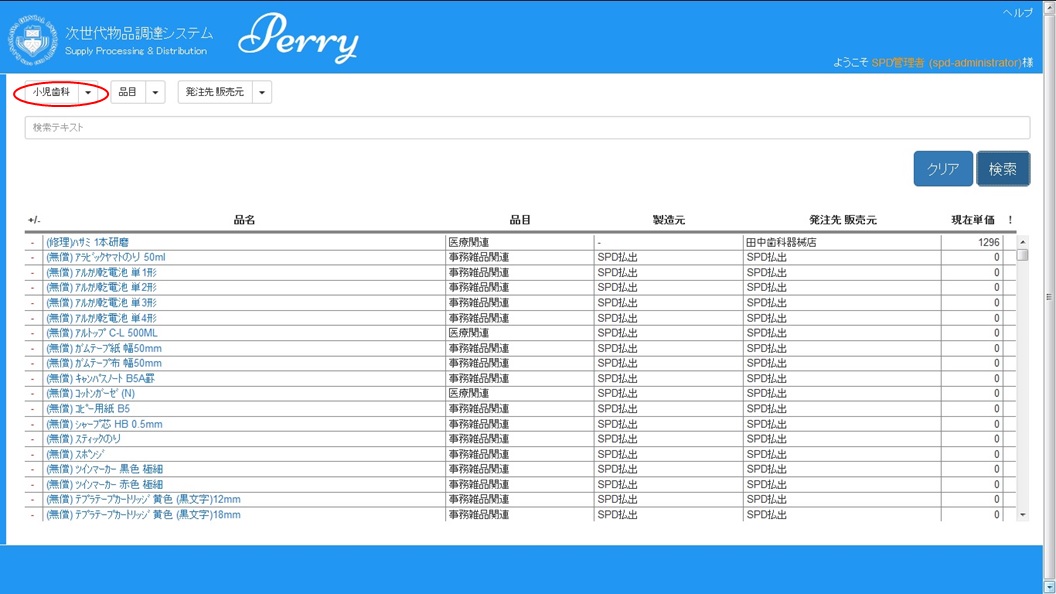 ヘルプ
次世代物品調達システム
Supply Processing & Distribution
Perry
ようこそ SPD管理者 (spd-administrator)様
小児歯科 品目 発注先 販売元
検索テキスト
クリア 検索
+/- 品名 品目 製造元 発注先 販売元 現在単価 !
- (修理)ﾊｻﾐ 1本研磨 医療関連 - 田中歯科器械店 1296
- (無償) ｱﾗﾋﾞｯｸﾔﾏﾄのり 50ml 事務雑品関連 SPD払出 SPD払出 0
- (無償) ｱﾙｶﾘ乾電池 単1形 事務雑品関連 SPD払出 SPD払出 0
- (無償) ｱﾙｶﾘ乾電池 単2形 事務雑品関連 SPD払出 SPD払出 0
- (無償) ｱﾙｶﾘ乾電池 単3形 事務雑品関連 SPD払出 SPD払出 0
- (無償) ｱﾙｶﾘ乾電池 単4形 事務雑品関連 SPD払出 SPD払出 0
- (無償) ｱﾙﾄｯﾌﾟ C-L 500ML 医療関連 SPD払出 SPD払出 0
- (無償) ｶﾞﾑﾃｰﾌﾟ紙 幅50mm 事務雑品関連 SPD払出 SPD払出 0
- (無償) ｶﾞﾑﾃｰﾌﾟ布 幅50mm 事務雑品関連 SPD払出 SPD払出 0
- (無償) ｷｬﾝﾊﾟｽﾉｰﾄ B5A罫 事務雑品関連 SPD払出 SPD払出 0
- (無償) ｺｯﾄﾝｶﾞｰｾﾞ (N) 医療関連 SPD払出 SPD払出 0
- (無償) ｺﾋﾟｰ用紙 B5 事務雑品関連 SPD払出 SPD払出 0
- (無償) ｼｬｰﾌﾟ芯 HB 0.5mm 事務雑品関連 SPD払出 SPD払出 0
- (無償) ｽﾃｨｯｸのり 事務雑品関連 SPD払出 SPD払出 0
- (無償) ｽﾎﾟﾝｼﾞ 事務雑品関連 SPD払出 SPD払出 0
- (無償) ﾂｲﾝﾏｰｶｰ 黒色 極細 事務雑品関連 SPD払出 SPD払出 0
- (無償) ﾂｲﾝﾏｰｶｰ 赤色 極細 事務雑品関連 SPD払出 SPD払出 0
- (無償) ﾃﾌﾟﾗﾃｰﾌﾟｶｰﾄﾘｯｼﾞ 黄色 (黒文字)12mm 事務雑品関連 SPD払出 SPD払出 0
- (無償) ﾃﾌﾟﾗﾃｰﾌﾟｶｰﾄﾘｯｼﾞ 黄色 (黒文字)18mm 事務雑品関連 SPD払出 SPD払出 0